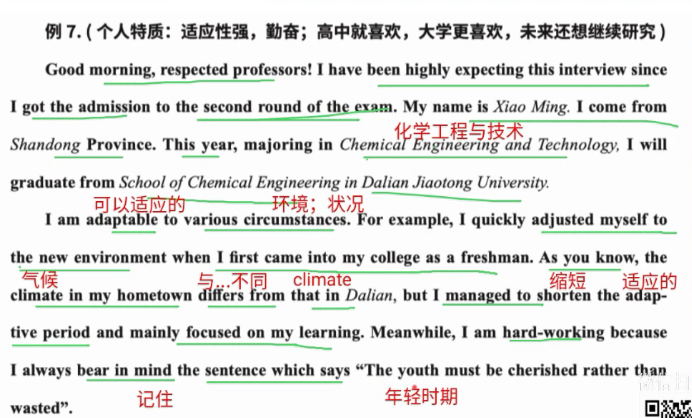 例 7. ( 个人特质：适应性强，勤奋；高中就喜欢，大学更喜欢，未来还想继续研究 )
Good morning, respected professors! I have been highly expecting this interview since
I got the admission to the second round of the exam. My name is Xiao Ming. I come from
化学工程与技术
Shandong Province. This year, majoring in Chemical Engineering and Technology, I will
graduate from School of Chemical Engineering in Dalian Jiaotong University.
可以适应的 环境；状况
I am adaptable to various circumstances. For example, I quickly adjusted myself to
the new environment when I first came into my college as a freshman. As you know, the
气候 与...不同 climate 缩短 适应的
climate in my hometown differs from that in Dalian, but I managed to shorten the adap-
tive period and mainly focused on my learning. Meanwhile, I am hard-working because
I always bear in mind the sentence which says “The youth must be cherished rather than
记住 年轻时期
wasted”.